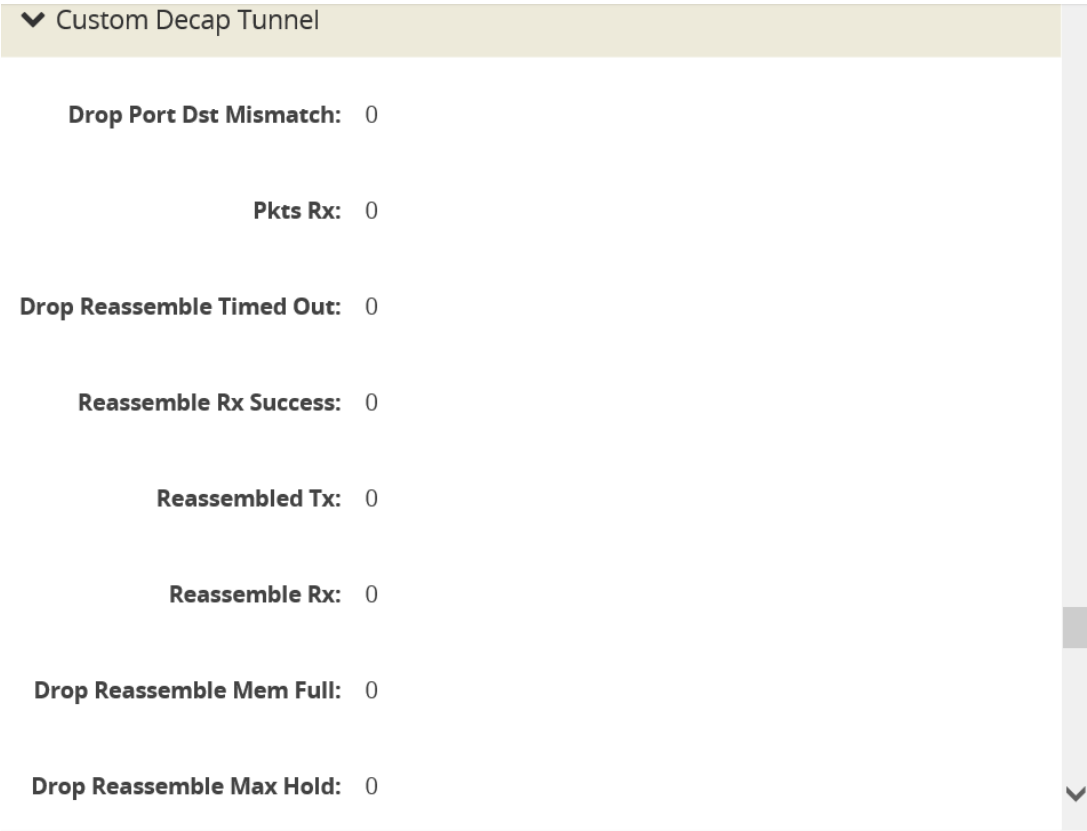 Custom Decap Tunnel
Drop Port Dst Mismatch: 0
Pkts Rx: 0
Drop Reassemble Timed Out: 0
Reassemble Rx Success: 0
Reassembled Tx: 0
Reassemble Rx: 0
Drop Reassemble Mem Full: 0
Drop Reassemble Max Hold: 0